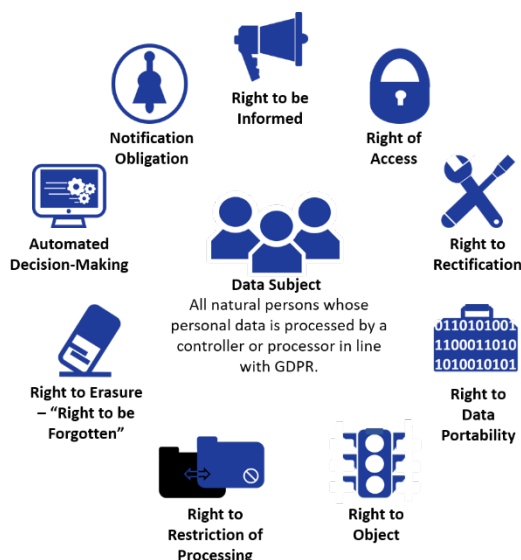 Right to be
Informed
Notification
Obligation
Right of
Access
Automated
Decision-Making
Right to
Rectification
Data Subject
All natural persons whose
personal data is processed by a
controller or processor in line
with GDPR.
0110101001
1100011010
1010010101
Right to Erasure
– “Right to be
Forgotten”
Right to
Data
Portability
Right to
Restriction of
Processing
Right to
Object